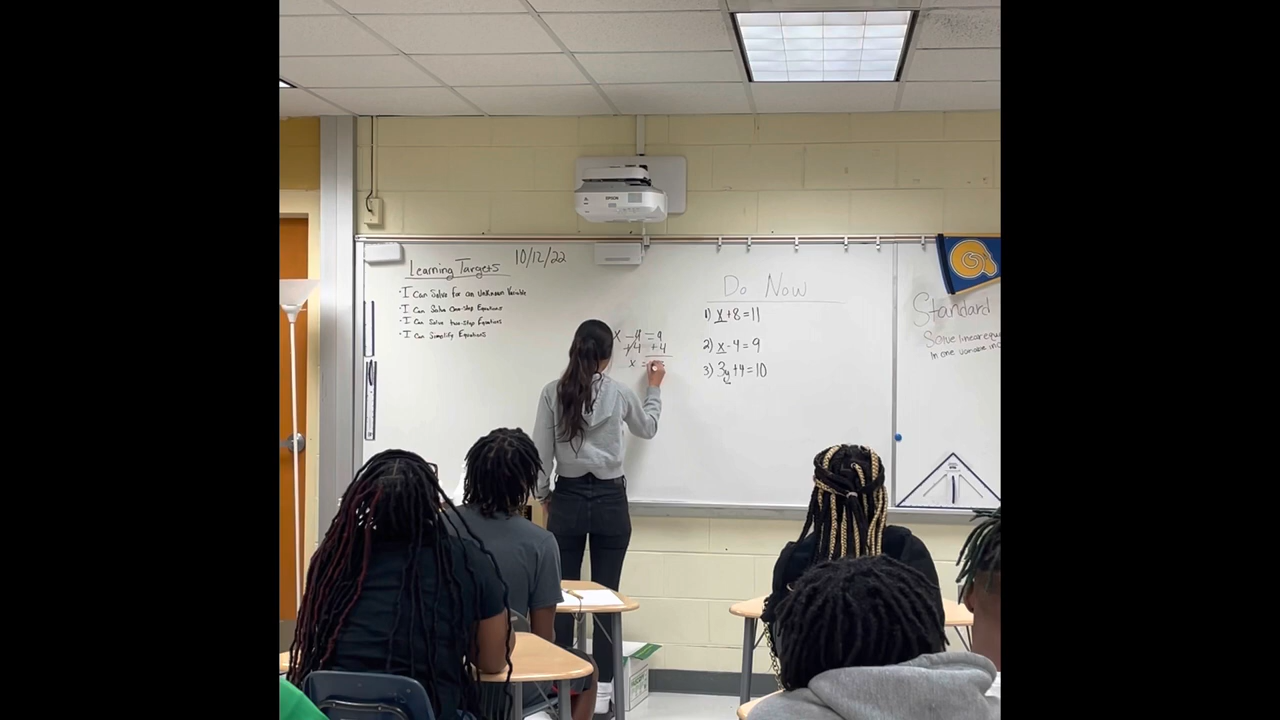 Learning Targets
10/12/22
• I Can Solve for an Unknown Variable
• I Can Solve One-step Equations
• I Can Solve two-step Equations
• I Can Simplify Equations
EPSON
X - 4 = 9
+4 +4
x =
Do Now
1) x+8=11
2) x-4=9
3) 3y+4=10
Standard
Solve linear equ
In one variable